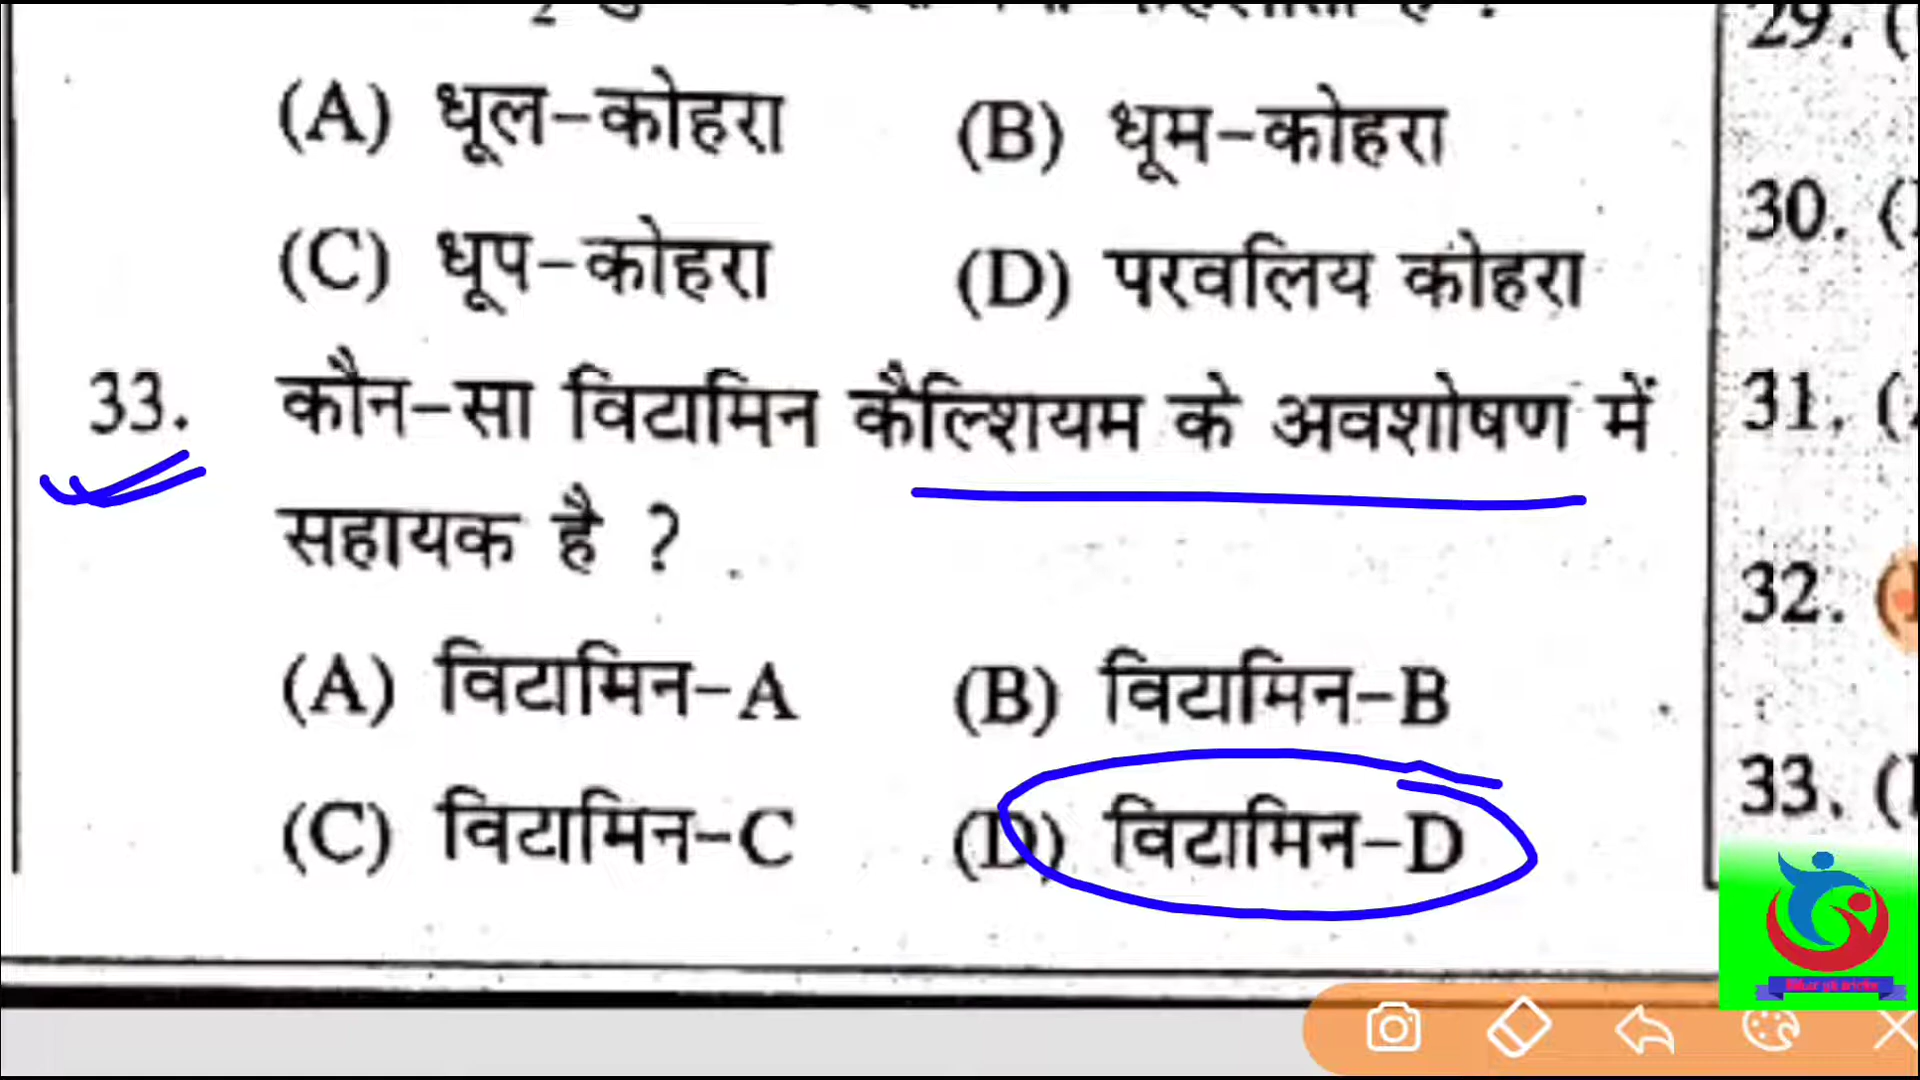 (A) धूल-कोहरा (B) धूम-कोहरा
(C) धूप-कोहरा (D) परवलिय कोहरा
33. कौन-सा विटामिन कैल्शियम के अवशोषण में
सहायक है ?
(A) विटामिन-A (B) विटामिन-B
(C) विटामिन-C (D) विटामिन-D
29. (
30. (
31. (
32. (
33. (